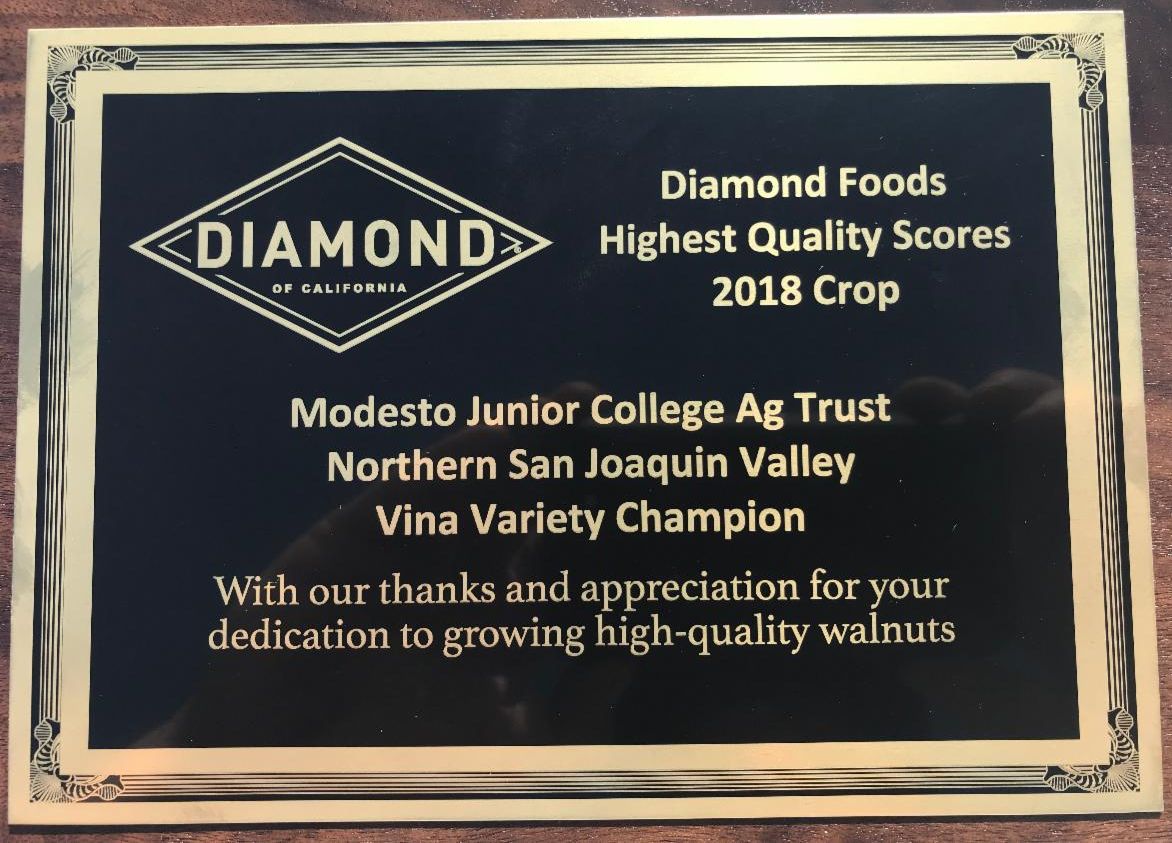 DIAMOND
OF CALIFORNIA
Diamond Foods
Highest Quality Scores
2018 Crop
Modesto Junior College Ag Trust
Northern San Joaquin Valley
Vina Variety Champion
With our thanks and appreciation for your
dedication to growing high-quality walnuts